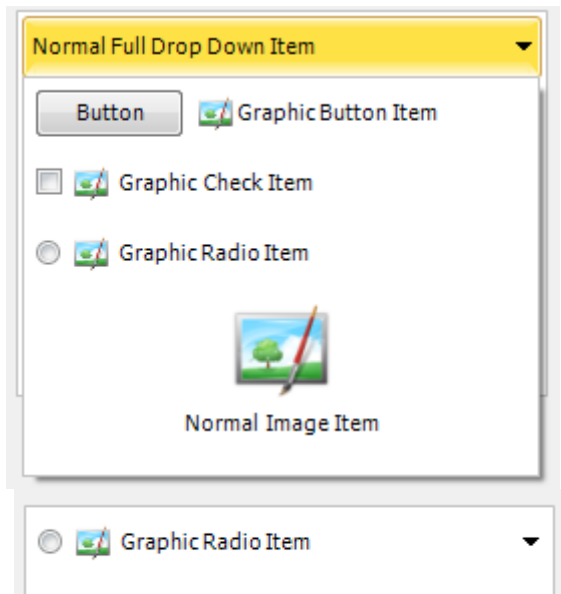 Normal Full Drop Down Item
Button Graphic Button Item
Graphic Check Item
Graphic Radio Item
Normal Image Item
Graphic Radio Item